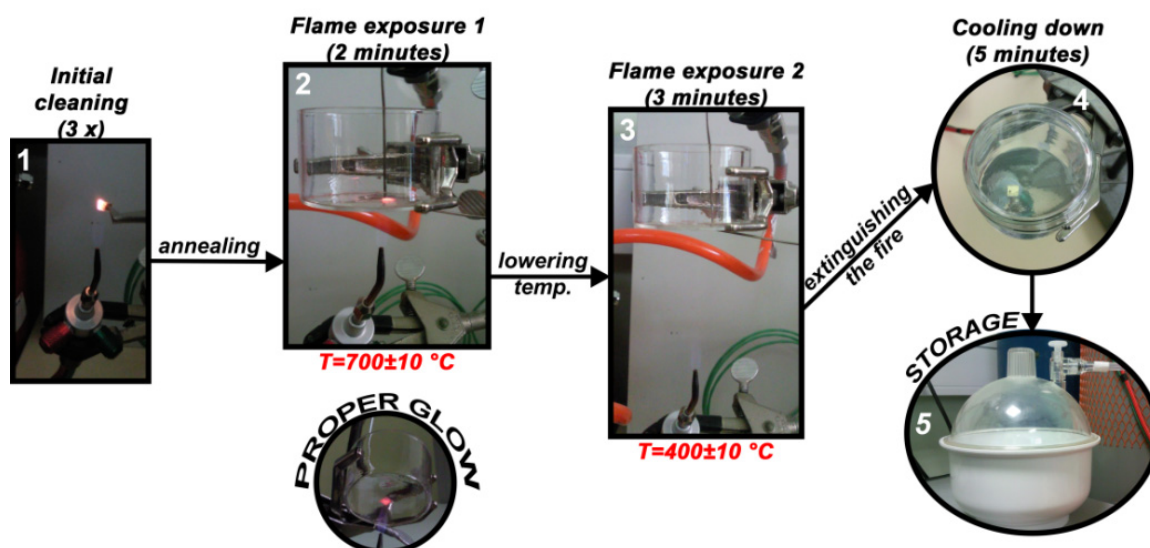 Initial
cleaning
(3 x)
1
annealing
Flame exposure 1
(2 minutes)
2
T=700±10 °C
PROPER GLOW
lowering
temp.
Flame exposure 2
(3 minutes)
3
T=400±10 °C
extinguishing
the fire
Cooling down
(5 minutes)
4
STORAGE
5